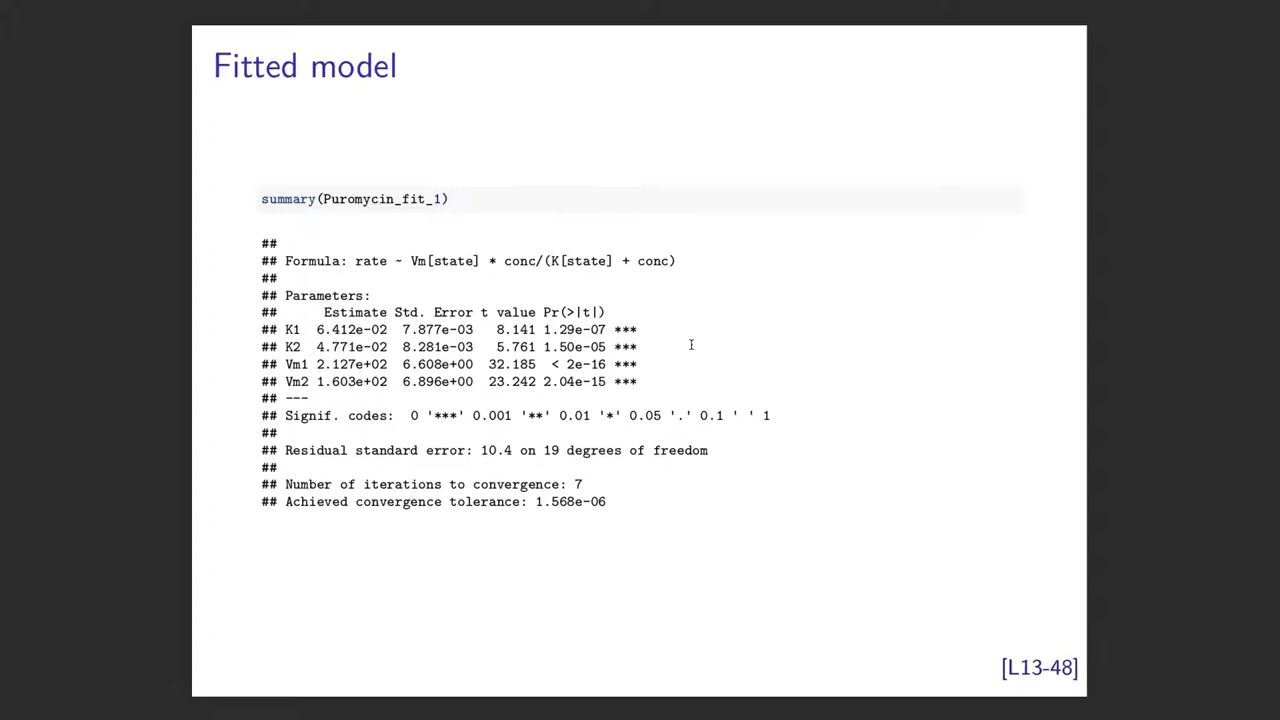 Fitted model
summary(Puromycin_fit_1)
##
## Formula: rate ~ Vm[state] * conc/(K[state] + conc)
##
## Parameters:
##      Estimate Std. Error t value Pr(>|t|)
## K1  6.412e-02  7.877e-03   8.141 1.29e-07 ***
## K2  4.771e-02  8.281e-03   5.761 1.50e-05 ***
## Vm1 2.127e+02  6.608e+00  32.185  < 2e-16 ***
## Vm2 1.603e+02  6.896e+00  23.242 2.04e-15 ***
## ---
## Signif. codes:  0 '***' 0.001 '**' 0.01 '*' 0.05 '.' 0.1 ' ' 1
##
## Residual standard error: 10.4 on 19 degrees of freedom
##
## Number of iterations to convergence: 7
## Achieved convergence tolerance: 1.568e-06
[L13-48]